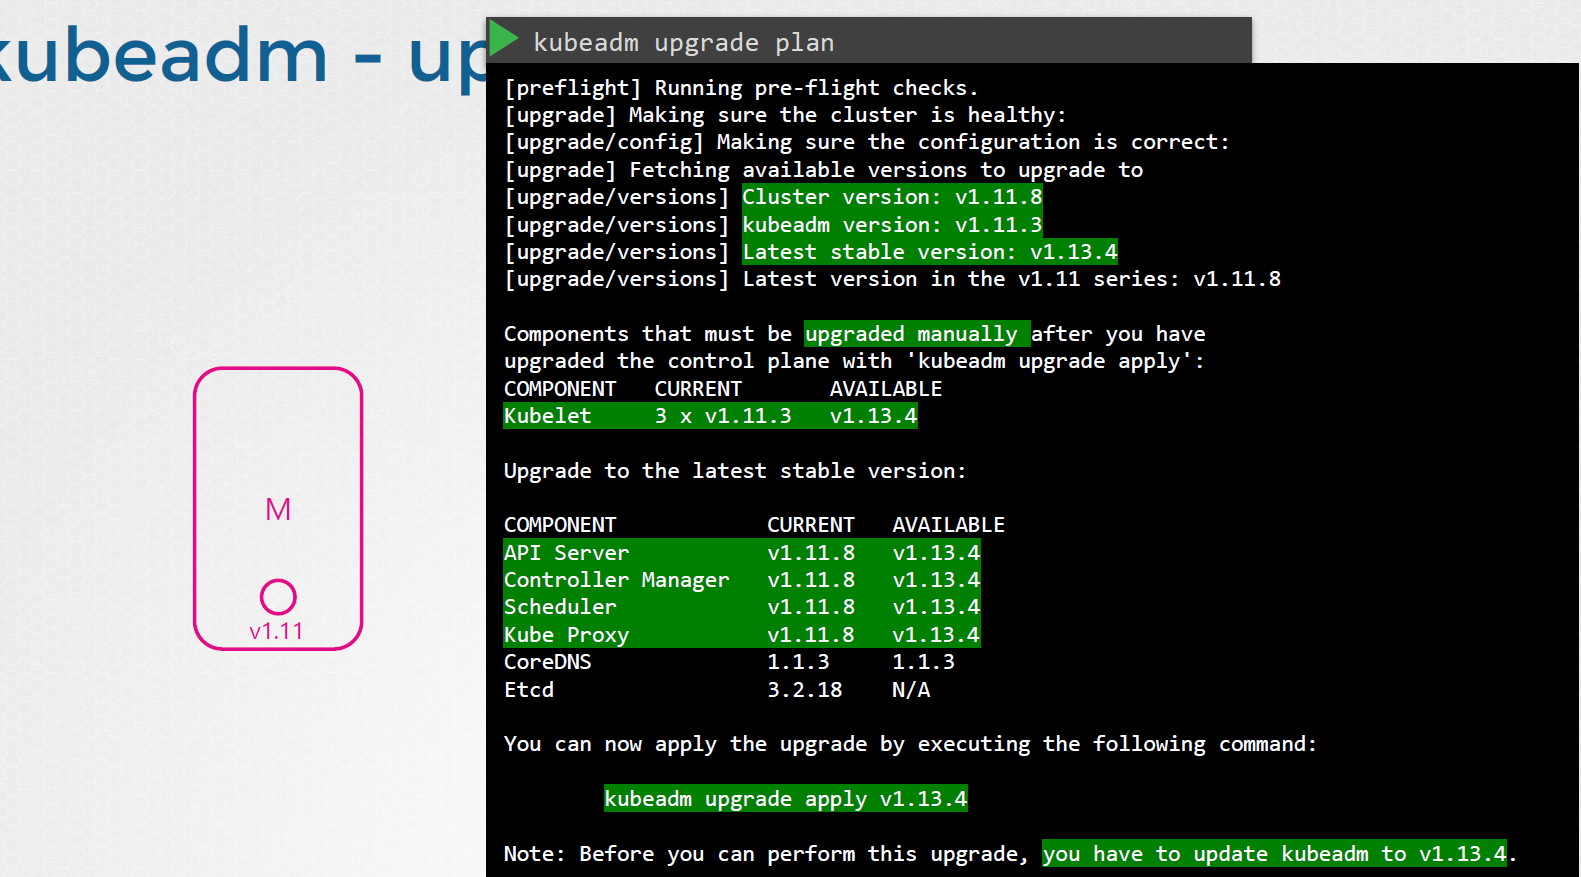 kubeadm - up
kubeadm upgrade plan
[preflight] Running pre-flight checks.
[upgrade] Making sure the cluster is healthy:
[upgrade/config] Making sure the configuration is correct:
[upgrade] Fetching available versions to upgrade to
[upgrade/versions] Cluster version: v1.11.8
[upgrade/versions] kubeadm version: v1.11.3
[upgrade/versions] Latest stable version: v1.13.4
[upgrade/versions] Latest version in the v1.11 series: v1.11.8
Components that must be upgraded manually after you have
upgraded the control plane with 'kubeadm upgrade apply':
COMPONENT CURRENT AVAILABLE
Kubelet 3 x v1.11.3 v1.13.4
Upgrade to the latest stable version:
COMPONENT CURRENT AVAILABLE
API Server v1.11.8 v1.13.4
Controller Manager v1.11.8 v1.13.4
Scheduler v1.11.8 v1.13.4
Kube Proxy v1.11.8 v1.13.4
CoreDNS 1.1.3 1.1.3
Etcd 3.2.18 N/A
You can now apply the upgrade by executing the following command:
kubeadm upgrade apply v1.13.4
Note: Before you can perform this upgrade, you have to update kubeadm to v1.13.4.
M
v1.11